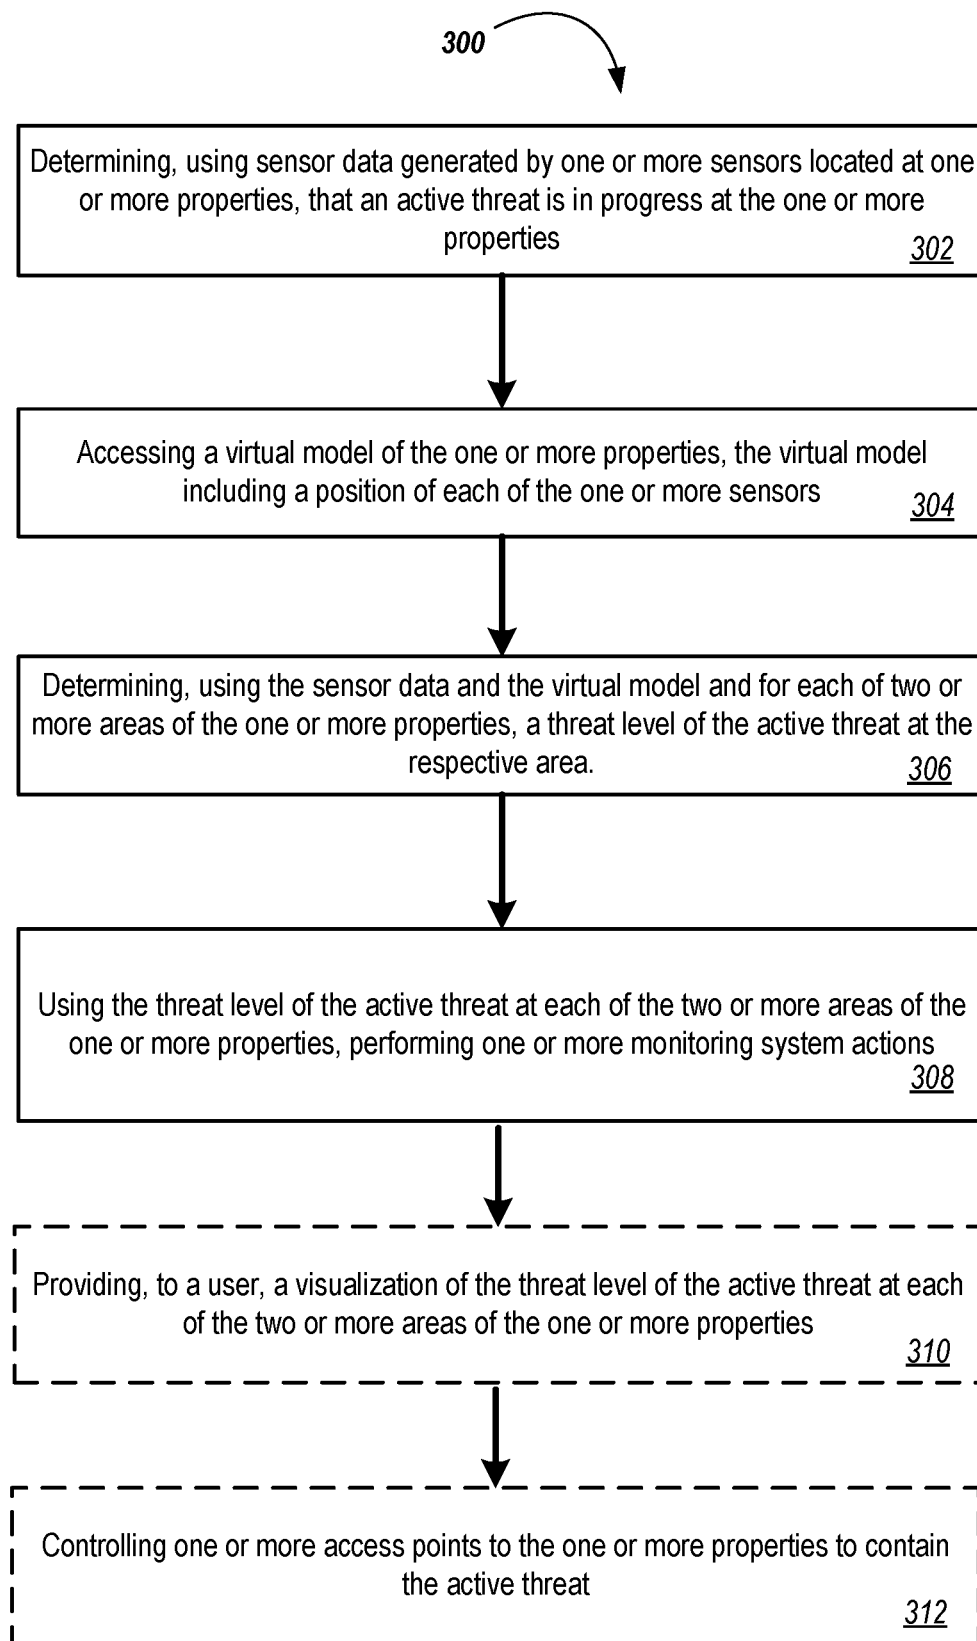 300
Determining, using sensor data generated by one or more sensors located at one
or more properties, that an active threat is in progress at the one or more
properties
302
Accessing a virtual model of the one or more properties, the virtual model
including a position of each of the one or more sensors
304
Determining, using the sensor data and the virtual model and for each of two or
more areas of the one or more properties, a threat level of the active threat at the
respective area.
306
Using the threat level of the active threat at each of the two or more areas of the
one or more properties, performing one or more monitoring system actions
308
Providing, to a user, a visualization of the threat level of the active threat at each
of the two or more areas of the one or more properties
310
Controlling one or more access points to the one or more properties to contain
the active threat
312